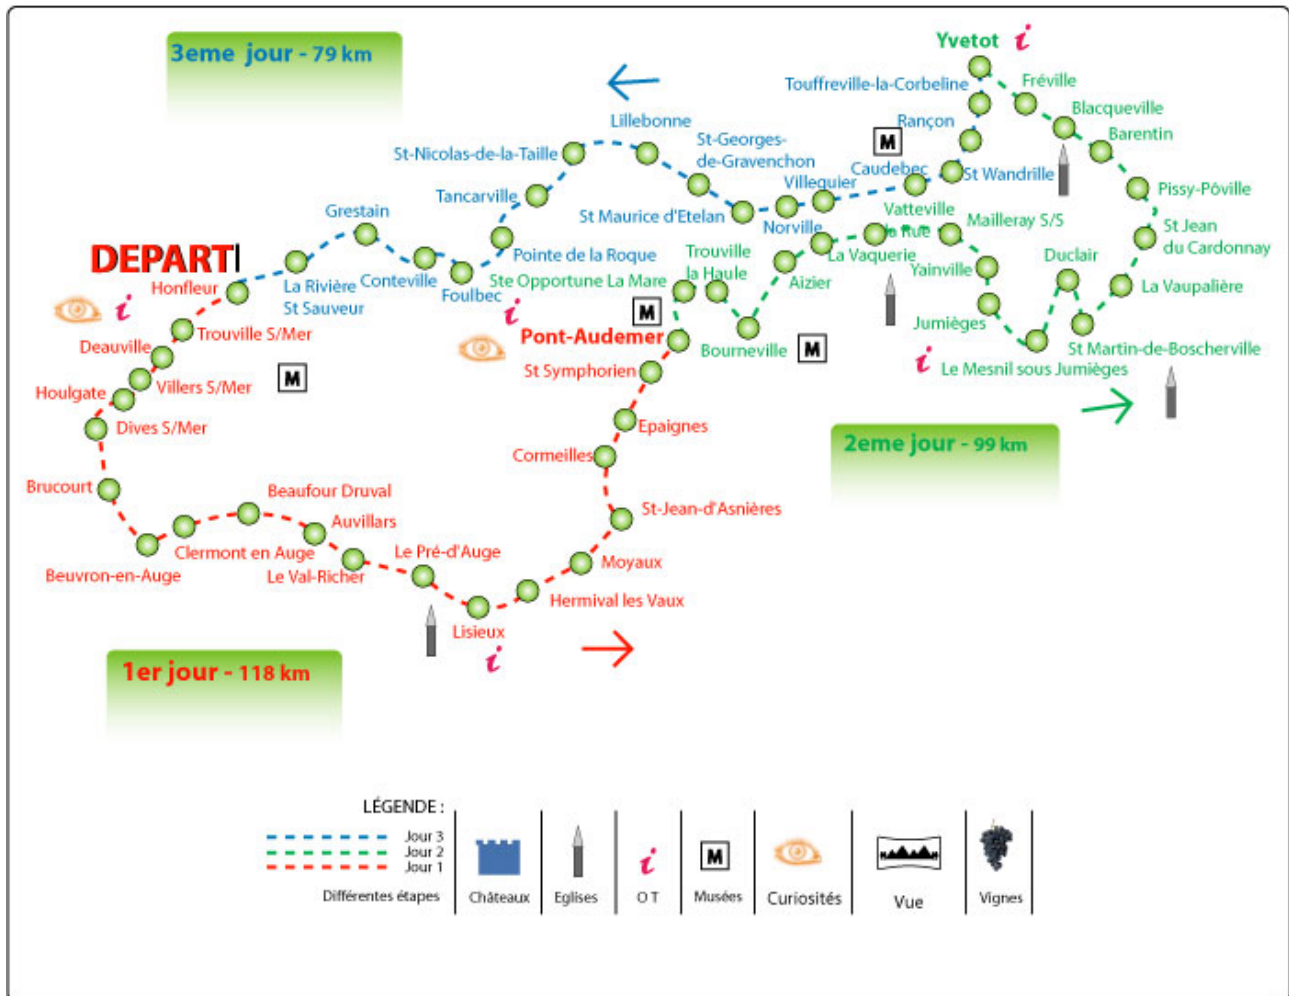 3eme jour - 79 km
Yvetot
Touffreville-la-Corbeline
Fréville
Blacqueville
Barentin
Lillebonne
Rançon
St-Georges-
de-Gravenchon
M
St-Nicolas-de-la-Taille
Caudebec
St Wandrille
Villequier
Pissy-Pôville
Tancarville
Grestain
St Maurice d'Etelan
Norville
Vatteville
la Rue
Mailleray S/S
St Jean
du Cardonnay
DEPART
Pointe de la Roque
Trouville
la Haule
La Vaquerie
Duclair
Honfleur
La Rivière
St Sauveur
Conteville
Foulbec
Ste Opportune La Mare
Aizier
Yainville
La Vaupalière
M
Trouville S/Mer
Pont-Audemer
Jumièges
Deauville
Bourneville
M
St Martin-de-Boscherville
Le Mesnil sous Jumièges
St Symphorien
Houlgate
Villers S/Mer
M
Dives S/Mer
Epaignes
2eme jour - 99 km
Cormeilles
Brucourt
Beaufour Druval
St-Jean-d'Asnières
Auvillars
Clermont en Auge
Le Pré-d'Auge
Moyaux
Beuvron-en-Auge
Le Val-Richer
Hermival les Vaux
Lisieux
1er jour - 118 km
LÉGENDE :
Jour 3
Jour 2
Jour 1
M
Différentes étapes
Châteaux
Eglises
O T
Musées
Curiosités
Vue
Vignes